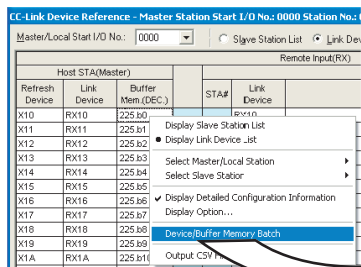 CC-Link Device Reference - Master Station Start I/O No.: 0000 Station No.:
Master/Local Start I/O No.: 0000 Slave Station List Link Dev
Remote Input(RX)
Host STA(Master)
Refresh Device Link Device Buffer Mem.(DEC.) STA# Link Device
X10 RX10 225.b0 RX10
X11 RX11 225.b1
X12 RX12 225.b2
X13 RX13 225.b3
X14 RX14 225.b4
X15 RX15 225.b5
X16 RX16 225.b6
X17 RX17 225.b7
X18 RX18 225.b8
X19 RX19 225.b9
X1A RX1A 225.b10
Display Slave Station List
Display Link Device List
Select Master/Local Station
Select Slave Station
Display Detailed Configuration Information
Display Option...
Device/Buffer Memory Batch
Output CSV